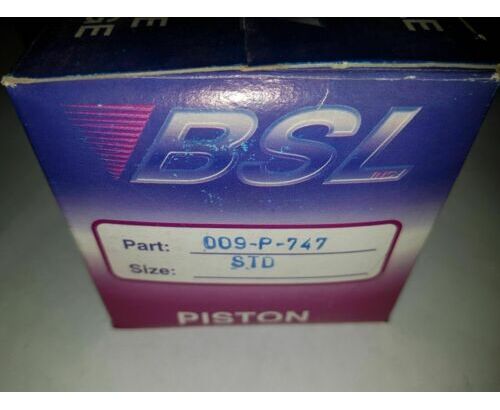 BSL
Part: 009-P-747
Size: STD
PISTON